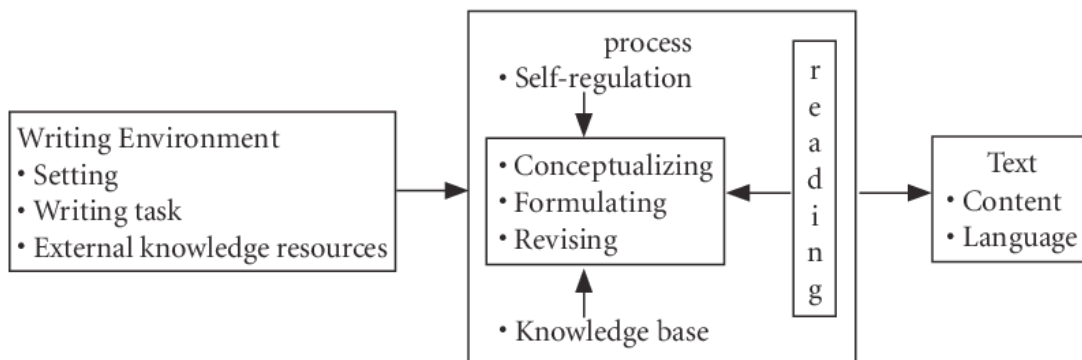 Writing Environment
• Setting
• Writing task
• External knowledge resources
process
• Self-regulation
• Conceptualizing
• Formulating
• Revising
• Knowledge base
reading
Text
• Content
• Language